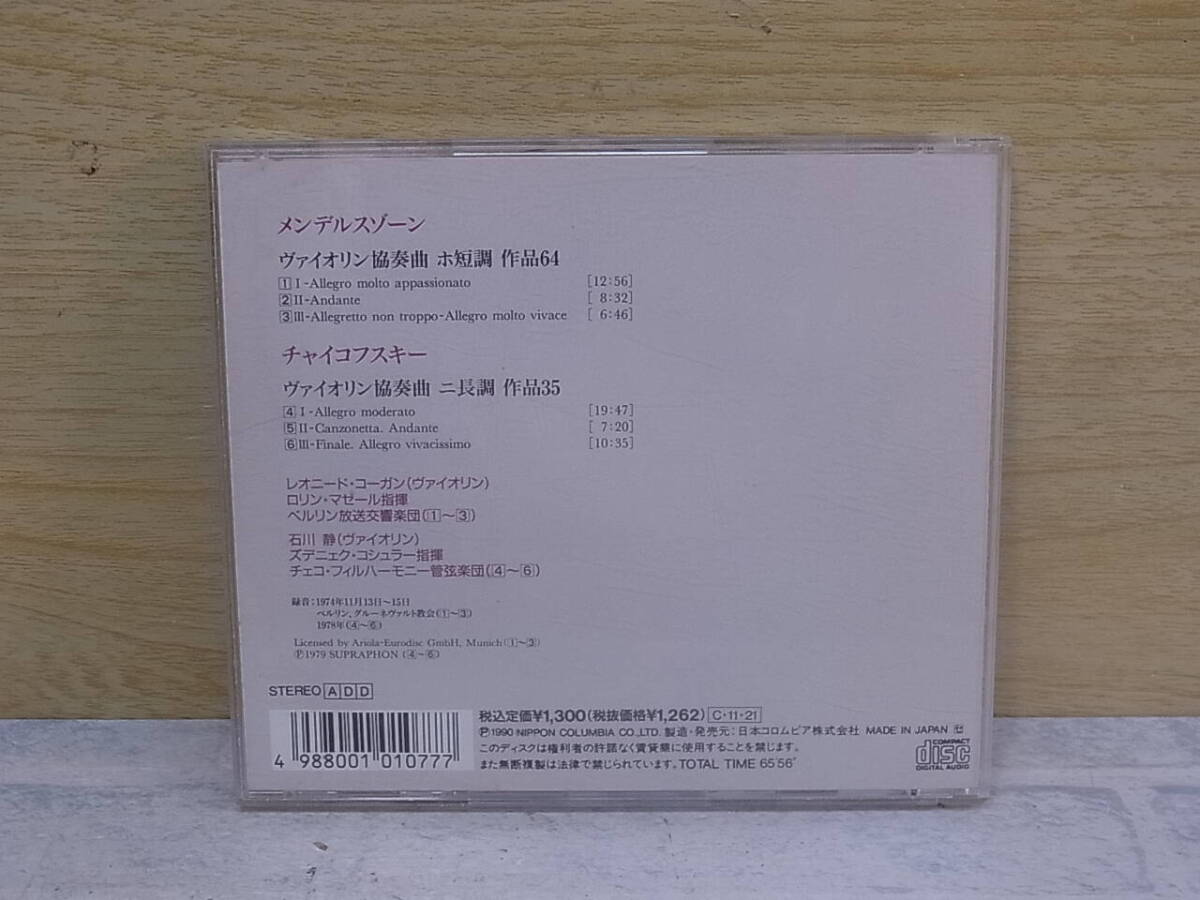 メンデルスゾーン
ヴァイオリン協奏曲 ホ短調 作品64
1 I-Allegro molto appassionato [12:56]
2 II-Andante [ 8:32]
3 III-Allegretto non troppo-Allegro molto vivace [ 6:46]
チャイコフスキー
ヴァイオリン協奏曲 ニ長調 作品35
4 I-Allegro moderato [19:47]
5 II-Canzonetta. Andante [ 7:20]
6 III-Finale. Allegro vivacissimo [10:35]
レオニード・コーガン(ヴァイオリン)
ロリン・マゼール指揮
ベルリン放送交響楽団(1~3)
石川 静(ヴァイオリン)
ズデニェク・コシュラー指揮
チェコ・フィルハーモニー管弦楽団(4~6)
録音:1974年11月13日~15日
ベルリン、グルーネヴァルト教会(1~3)
1978年(4~6)
Licensed by Ariola-Eurodisc GmbH, Munich(1~3)
Ⓟ1979 SUPRAPHON (4~6)
STEREO ADD
税込定価¥1,300(税抜価格¥1,262) C・11・21
Ⓟ1990 NIPPON COLUMBIA CO.,LTD. 製造・発売元:日本コロムビア株式会社 MADE IN JAPAN
このディスクは権利者の許諾なく賃貸業に使用することを禁じます。
また無断複製は法律で禁じられています。TOTAL TIME 65'56"
4 988001 010777
COMPACT
disc
DIGITAL AUDIO